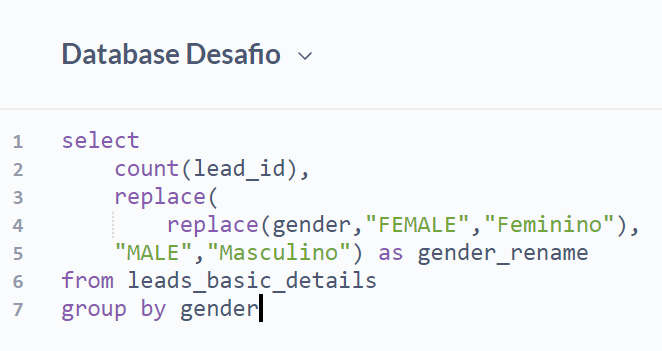 Database Desafio
1 select
2 count(lead_id),
3 replace(
4 replace(gender,"FEMALE","Feminino"),
5 "MALE","Masculino") as gender_rename
6 from leads_basic_details
7 group by gender